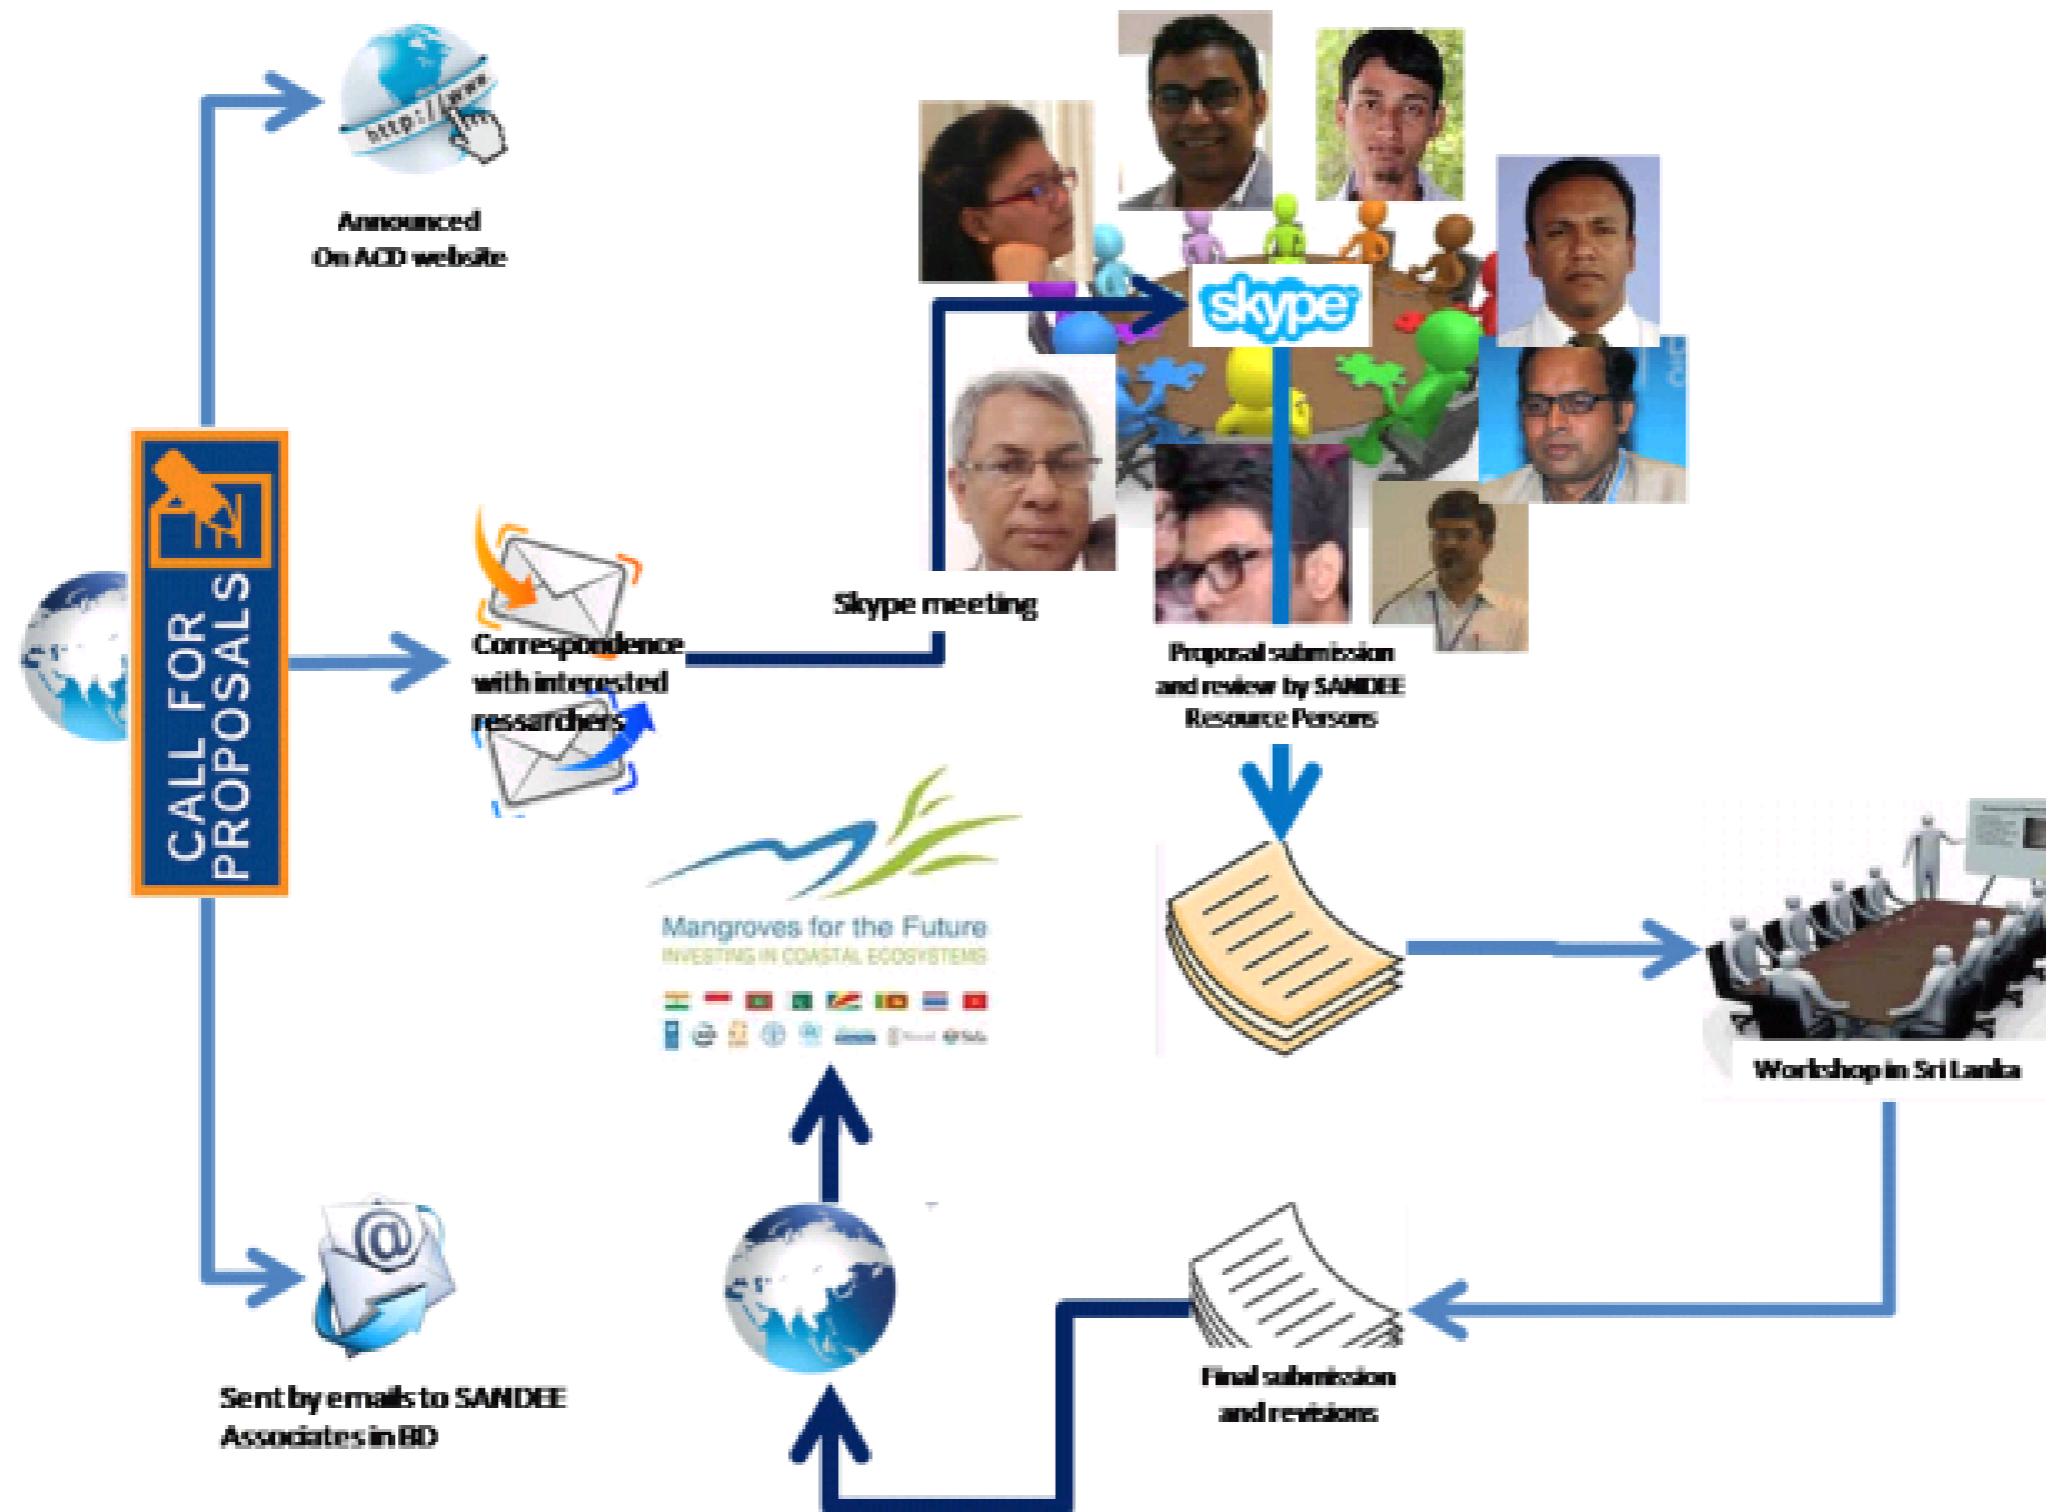 http://www
Announced
On ACD website
CALL FOR
PROPOSALS
Correspondence
with interested
ressarchers
Skype meeting
skype
Proposal submission
and review by SANDEE
Resource Persons
Mangroves for the Future
INVESTING IN COASTAL ECOSYSTEMS
Workshop in Sri Lanka
@
Sent by emails to SANDEE
Associates in BD
Final submission
and revisions